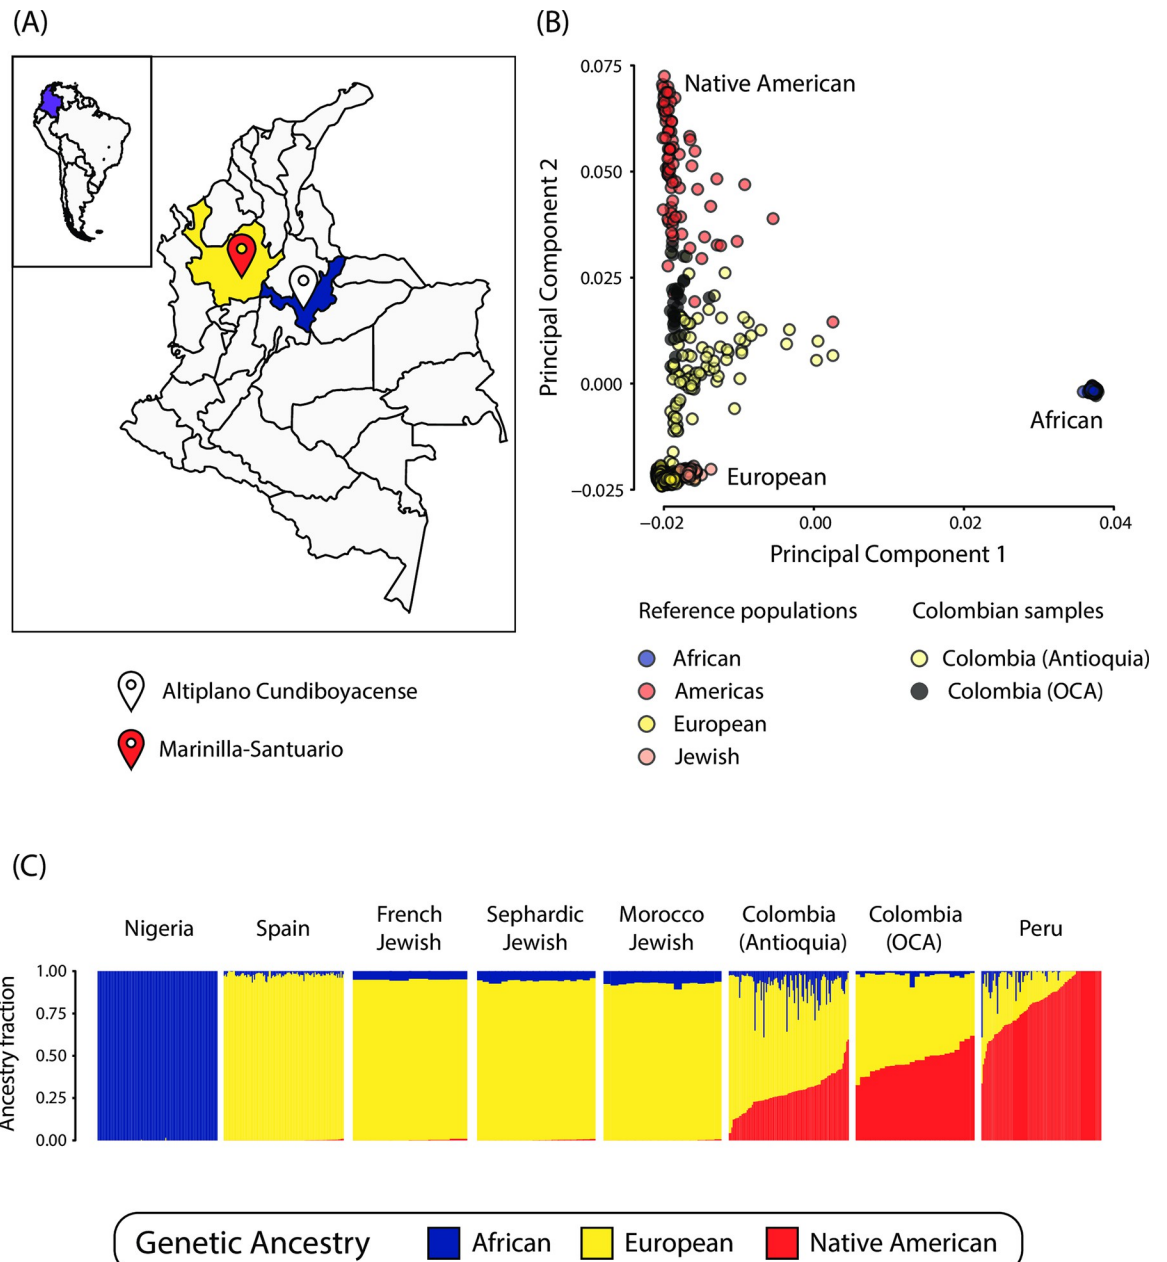 (A)
Altiplano Cundiboyacense
Marinilla-Santuario
(B)
Principal Component 2
0.075
0.050
0.025
0.000
−0.025
Native American
African
European
−0.02
0.00
0.02
0.04
Principal Component 1
Reference populations
African
Americas
European
Jewish
Colombian samples
Colombia (Antioquia)
Colombia (OCA)
(C)
Nigeria
Spain
French
Jewish
Sephardic
Jewish
Morocco
Jewish
Colombia
(Antioquia)
Colombia
(OCA)
Peru
Ancestry fraction
1.00
0.75
0.50
0.25
0.00
Genetic Ancestry
African
European
Native American